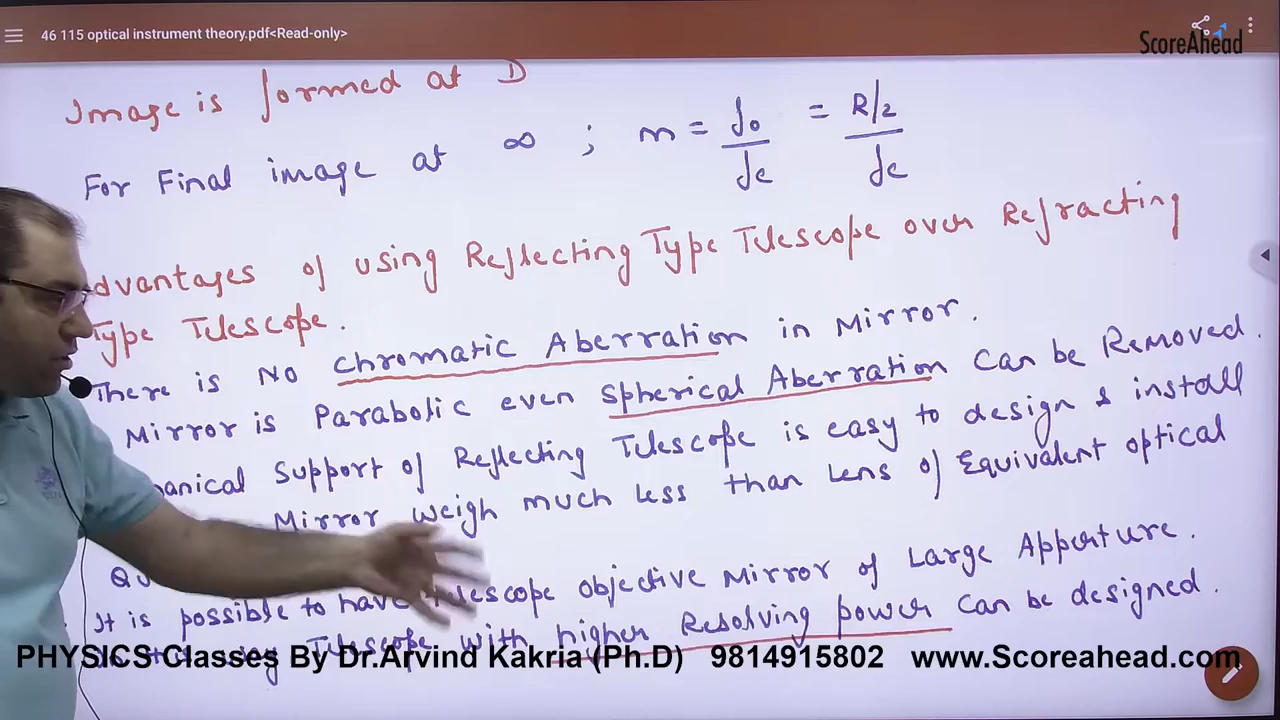 46 115 optical instrument theory.pdf<Read-only>
ScoreAhead
Image is formed at D
For Final image at ∞ ; m = fo/fe = R/2/fe
dvantages of using Reflecting Type Telescope over Refracting
Type Telescope.
There is No Chromatic Aberration in Mirror.
Mirror is Parabolic even Spherical Aberration Can be Removed.
anical Support of Reflecting Telescope is easy to design & install
Mirror weigh much less than Lens of Equivalent optical
It is possible to have Telescope objective Mirror of Large Apperture.
Telescope with higher Resolving power Can be designed.
PHYSICS Classes By Dr.Arvind Kakria (Ph.D) 9814915802 www.Scoreahead.com